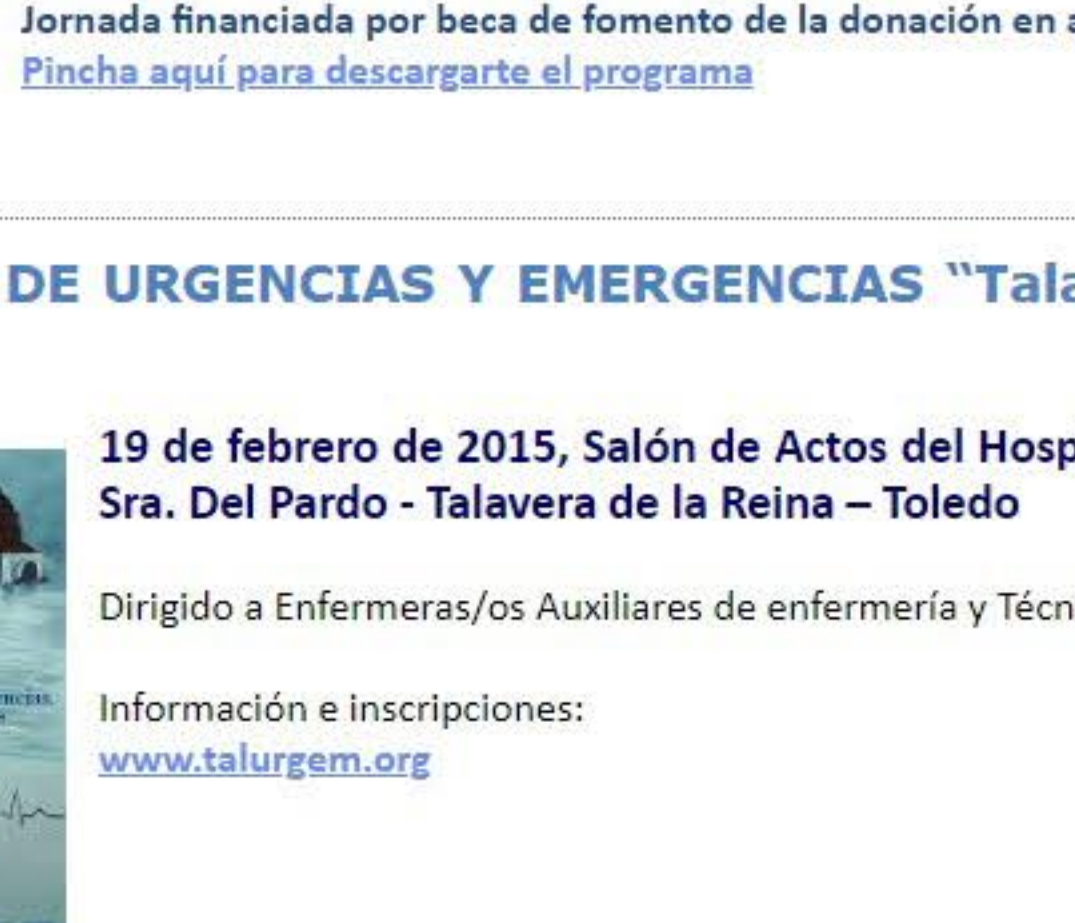 Jornada financiada por beca de fomento de la donación en
Pincha aquí para descargarte el programa
DE URGENCIAS Y EMERGENCIAS “Tala
19 de febrero de 2015, Salón de Actos del Hosp
Sra. Del Pardo - Talavera de la Reina – Toledo
Dirigido a Enfermeras/os Auxiliares de enfermería y Técn
Información e inscripciones:
www.talurgem.org